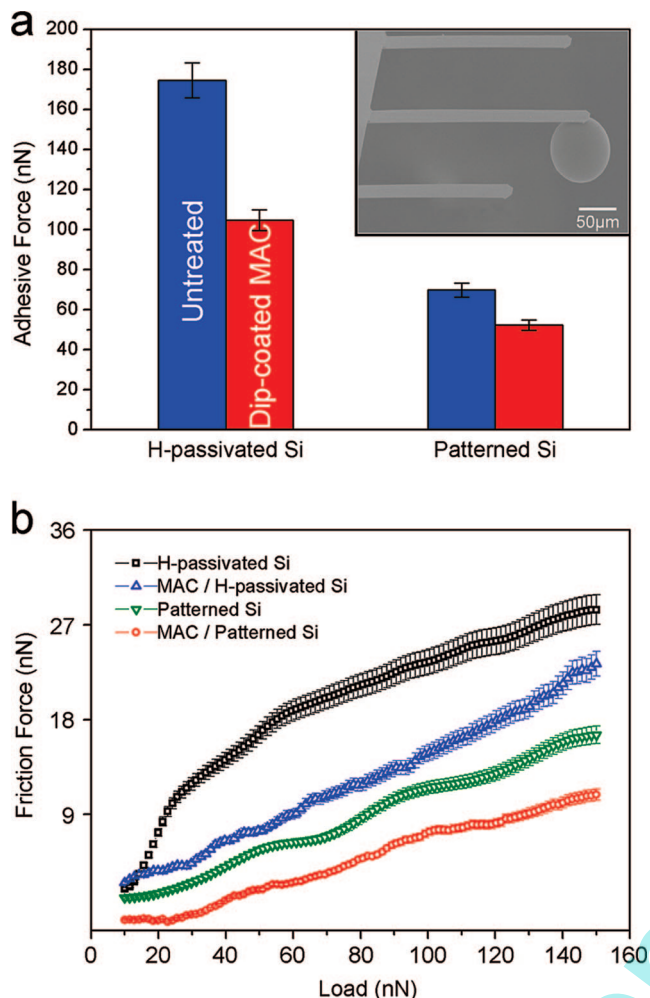 a
200
180
160
140
120
100
80
60
40
20
0
Adhesive Force (nN)
Untreated
Dip-coated MAC
50μm
H-passivated Si
Patterned Si
b
36
27
18
9
Friction Force (nN)
H-passivated Si
MAC / H-passivated Si
Patterned Si
MAC / Patterned Si
0 20 40 60 80 100 120 140 160
Load (nN)